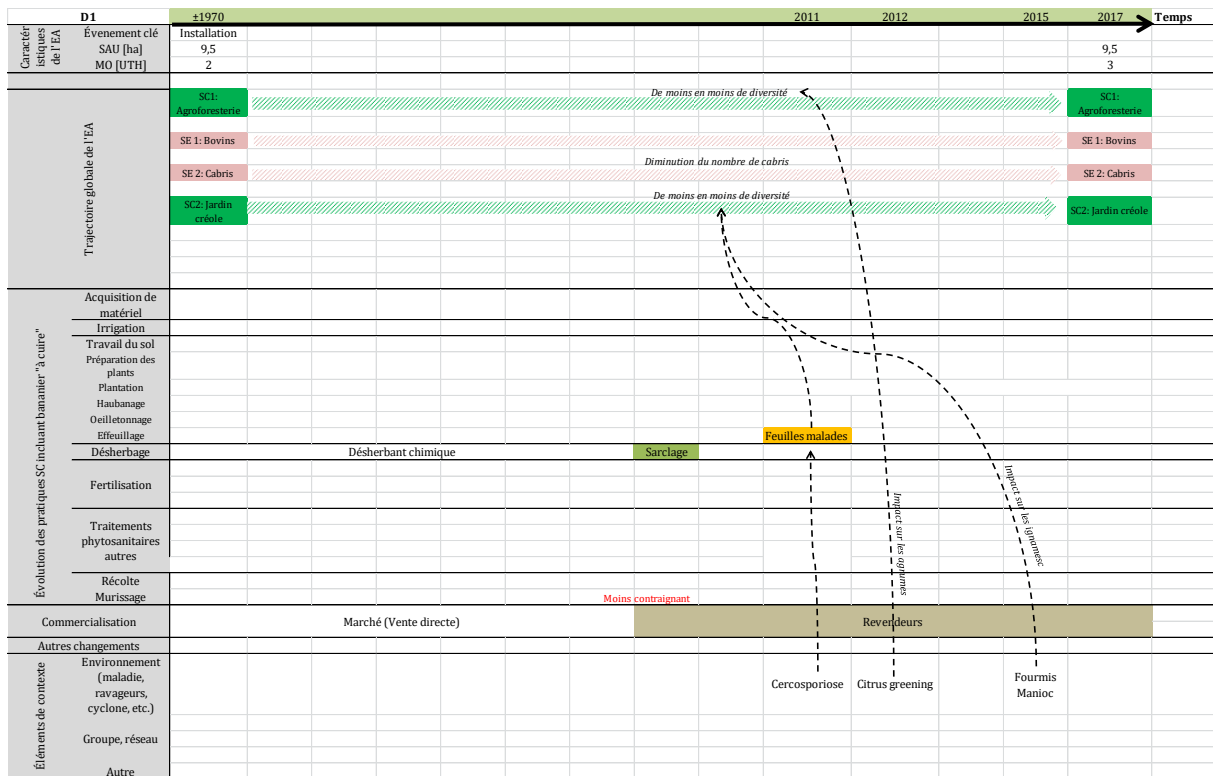 D1 ±1970 2011 2012 2015 2017 Temps
Caractér
istiques
de l'EA
Évenement clé Installation
SAU [ha] 9,5 9,5
MO [UTH] 2 3
Trajectoire globale de l'EA
De moins en moins de diversité
SC1:
Agroforesterie
SC1:
Agroforesterie
SE 1: Bovins SE 1: Bovins
Diminution du nombre de cabris
SE 2: Cabris SE 2: Cabris
De moins en moins de diversité
SC2: Jardin
créole
SC2: Jardin créole
Évolution des pratiques SC incluant bananier "à cuire"
Acquisition de
matériel
Irrigation
Travail du sol
Préparation des
plants
Plantation
Haubanage
Oeilletonnage
Effeuillage Feuilles malades
Désherbage Désherbant chimique Sarclage
Fertilisation
Impact sur les agrumes
Impact sur les ignamesc
Traitements
phytosanitaires
autres
Récolte
Murissage Moins contraignant
Commercialisation Marché (Vente directe) Revendeurs
Autres changements
Éléments de contexte
Environnement
(maladie,
ravageurs,
cyclone, etc.)
Cercosporiose Citrus greening Fourmis
Manioc
Groupe, réseau
Autre